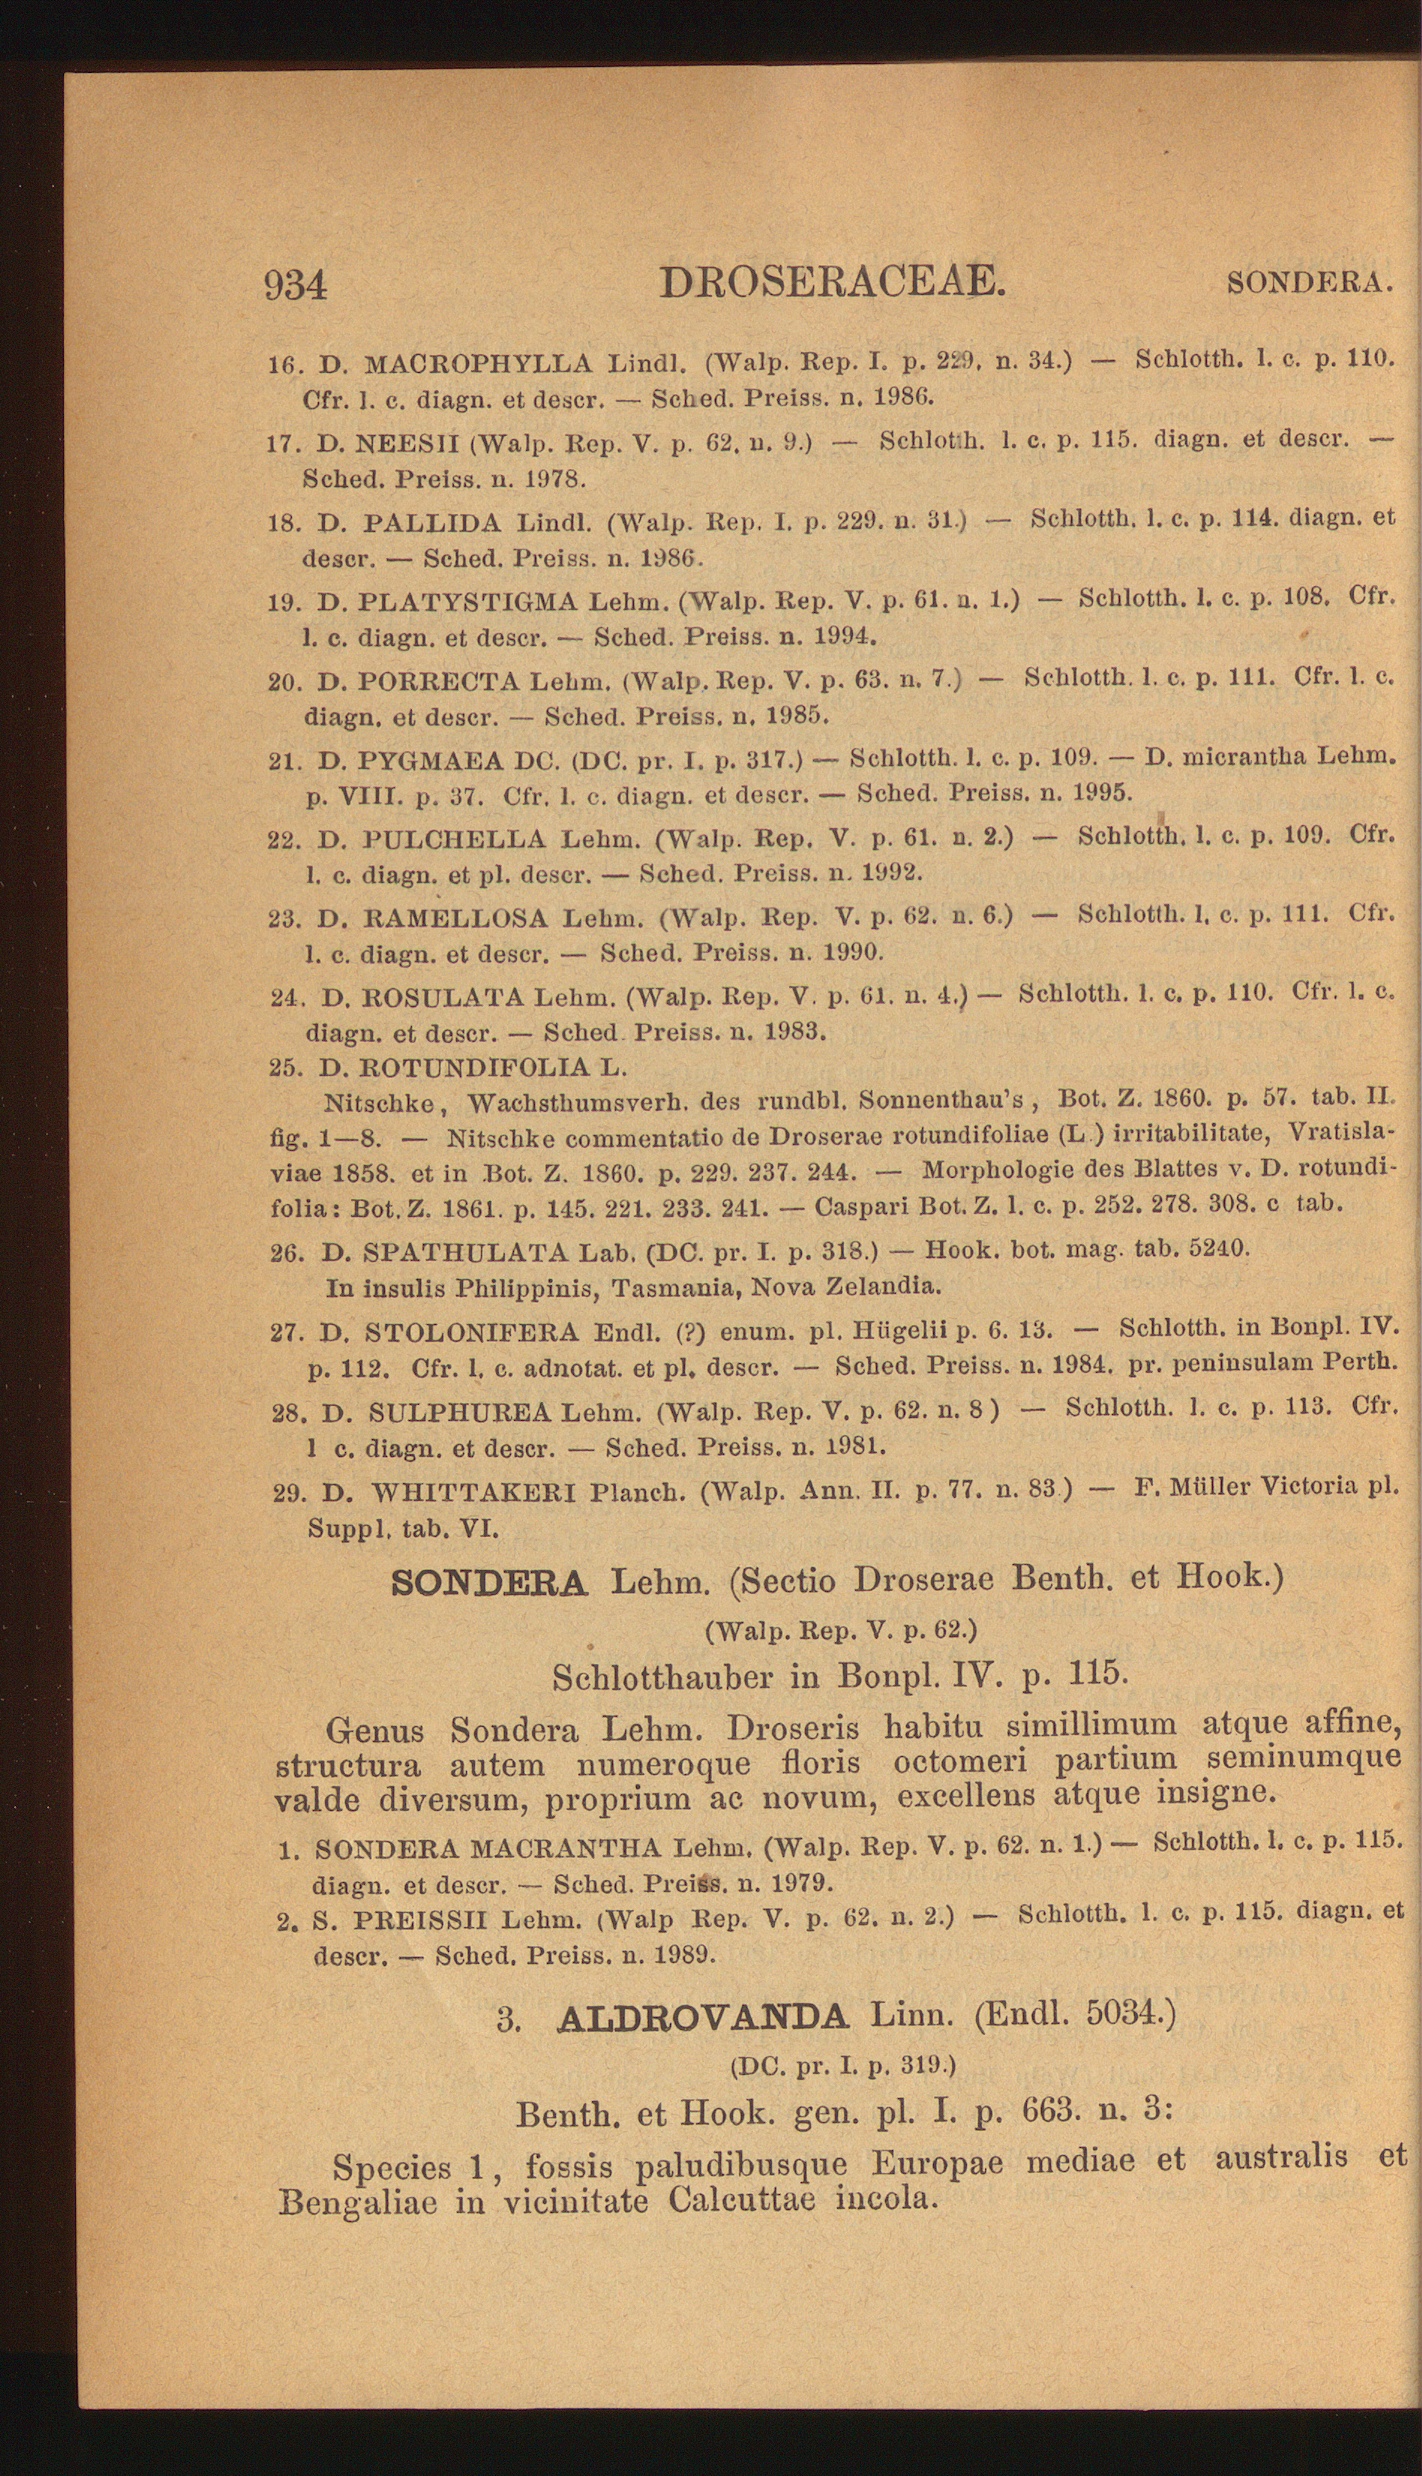 934 DROSERACEAE. SONDERA.
16. D. MACROPHYLLA Lindl. (Walp. Rep. I. p. 229. n. 34.) — Schlotth. l. c. p. 110.
Cfr. l. c. diagn. et descr. — Sched. Preiss. n. 1986.
17. D. NEESII (Walp. Rep. V. p. 62. n. 9.) — Schlotth. l. c. p. 115. diagn. et descr. —
Sched. Preiss. n. 1978.
18. D. PALLIDA Lindl. (Walp. Rep. I. p. 229. n. 31.) — Schlotth. l. c. p. 114. diagn. et
descr. — Sched. Preiss. n. 1986.
19. D. PLATYSTIGMA Lehm. (Walp. Rep. V. p. 61. n. 1.) — Schlotth. l. c. p. 108. Cfr.
l. c. diagn. et descr. — Sched. Preiss. n. 1994.
20. D. PORRECTA Lehm. (Walp. Rep. V. p. 63. n. 7.) — Schlotth. l. c. p. 111. Cfr. l. c.
diagn. et descr. — Sched. Preiss. n. 1985.
21. D. PYGMAEA DC. (DC. pr. I. p. 317.) — Schlotth. l. c. p. 109. — D. micrantha Lehm.
p. VIII. p. 37. Cfr. l. c. diagn. et descr. — Sched. Preiss. n. 1995.
22. D. PULCHELLA Lehm. (Walp. Rep. V. p. 61. n. 2.) — Schlotth. l. c. p. 109. Cfr.
l. c. diagn. et pl. descr. — Sched. Preiss. n. 1992.
23. D. RAMELLOSA Lehm. (Walp. Rep. V. p. 62. n. 6.) — Schlotth. l. c. p. 111. Cfr.
l. c. diagn. et descr. — Sched. Preiss. n. 1990.
24. D. ROSULATA Lehm. (Walp. Rep. V. p. 61. n. 4.) — Schlotth. l. c. p. 110. Cfr. l. c.
diagn. et descr. — Sched. Preiss. n. 1983.
25. D. ROTUNDIFOLIA L.
Nitschke, Wachsthumsverh. des rundbl. Sonnenthau's, Bot. Z. 1860. p. 57. tab. II.
fig. 1—8. — Nitschke commentatio de Droserae rotundifoliae (L.) irritabilitate, Vratisla-
viae 1858. et in Bot. Z. 1860. p. 229. 237. 244. — Morphologie des Blattes v. D. rotundi-
folia: Bot. Z. 1861. p. 145. 221. 233. 241. — Caspari Bot. Z. l. c. p. 252. 278. 308. c tab.
26. D. SPATHULATA Lab. (DC. pr. I. p. 318.) — Hook. bot. mag. tab. 5240.
In insulis Philippinis, Tasmania, Nova Zelandia.
27. D. STOLONIFERA Endl. (?) enum. pl. Hügelii p. 6. 13. — Schlotth. in Bonpl. IV.
p. 112. Cfr. l. c. adnotat. et pl. descr. — Sched. Preiss. n. 1984. pr. peninsulam Perth.
28. D. SULPHUREA Lehm. (Walp. Rep. V. p. 62. n. 8) — Schlotth. l. c. p. 113. Cfr.
l c. diagn. et descr. — Sched. Preiss. n. 1981.
29. D. WHITTAKERI Planch. (Walp. Ann. II. p. 77. n. 83.) — F. Müller Victoria pl.
Suppl. tab. VI.
SONDERA Lehm. (Sectio Droserae Benth. et Hook.)
(Walp. Rep. V. p. 62.)
Schlotthauber in Bonpl. IV. p. 115.
Genus Sondera Lehm. Droseris habitu simillimum atque affine,
structura autem numeroque floris octomeri partium seminumque
valde diversum, proprium ac novum, excellens atque insigne.
1. SONDERA MACRANTHA Lehm. (Walp. Rep. V. p. 62. n. 1.) — Schlotth. l. c. p. 115.
diagn. et descr. — Sched. Preiss. n. 1979.
2. S. PREISSII Lehm. (Walp Rep. V. p. 62. n. 2.) — Schlotth. l. c. p. 115. diagn. et
descr. — Sched. Preiss. n. 1989.
3. ALDROVANDA Linn. (Endl. 5034.)
(DC. pr. I. p. 319.)
Benth. et Hook. gen. pl. I. p. 663. n. 3:
Species 1, fossis paludibusque Europae mediae et australis et
Bengaliae in vicinitate Calcuttae incola.